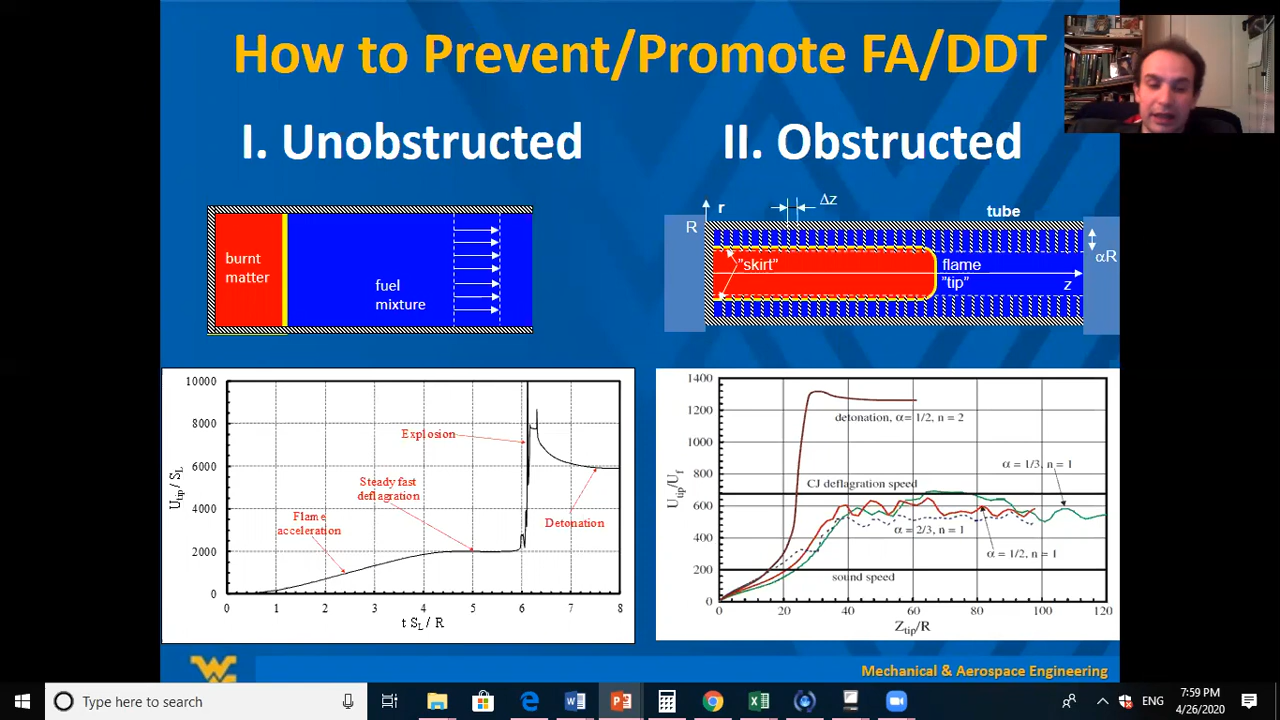 How to Prevent/Promote FA/DDT
I. Unobstructed
II. Obstructed
burnt
matter
fuel
mixture
r
Δz
tube
R
αR
"skirt"
flame
"tip"
z
10000
8000
6000
4000
2000
0
U_tip / S_L
Explosion
Steady fast
deflagration
Flame
acceleration
Detonation
0 1 2 3 4 5 6 7 8
t S_L / R
1400
1200
1000
800
600
400
200
0
U_tip/U_f
detonation, α= 1/2, n = 2
α = 1/3, n = 1
CJ deflagration speed
α = 2/3, n = 1
α = 1/2, n = 1
sound speed
0 20 40 60 80 100 120
Z_tip/R
Mechanical & Aerospace Engineering
Type here to search
ENG
7:59 PM
4/26/2020